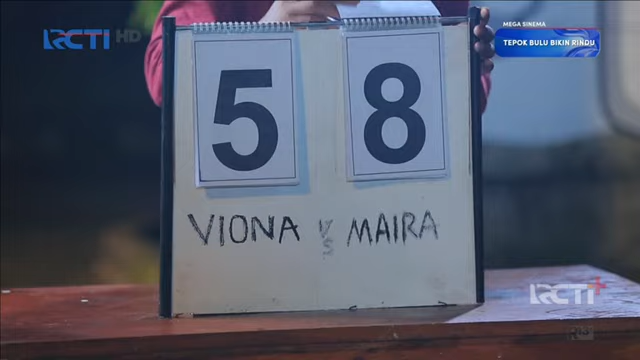 RCTI HD
MEGA SINEMA
TEPOK BULU BIKIN RINDU
5 8
VIONA VS MAIRA
RCTI+